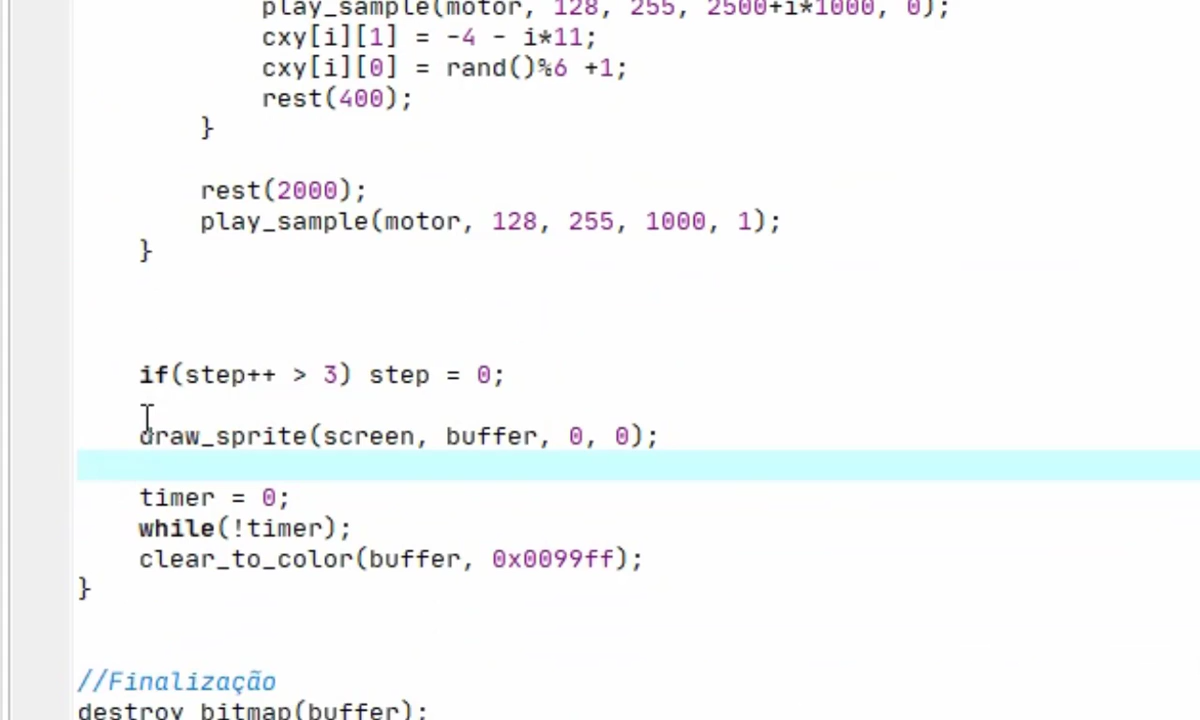 play_sample(motor, 128, 255, 2500+i*1000, 0);
cxy[i][1] = -4 - i*11;
cxy[i][0] = rand()%6 +1;
rest(400);
}
rest(2000);
play_sample(motor, 128, 255, 1000, 1);
}
if(step++ > 3) step = 0;
draw_sprite(screen, buffer, 0, 0);
timer = 0;
while(!timer);
clear_to_color(buffer, 0x0099ff);
}
//Finalização
destroy_bitmap(buffer);